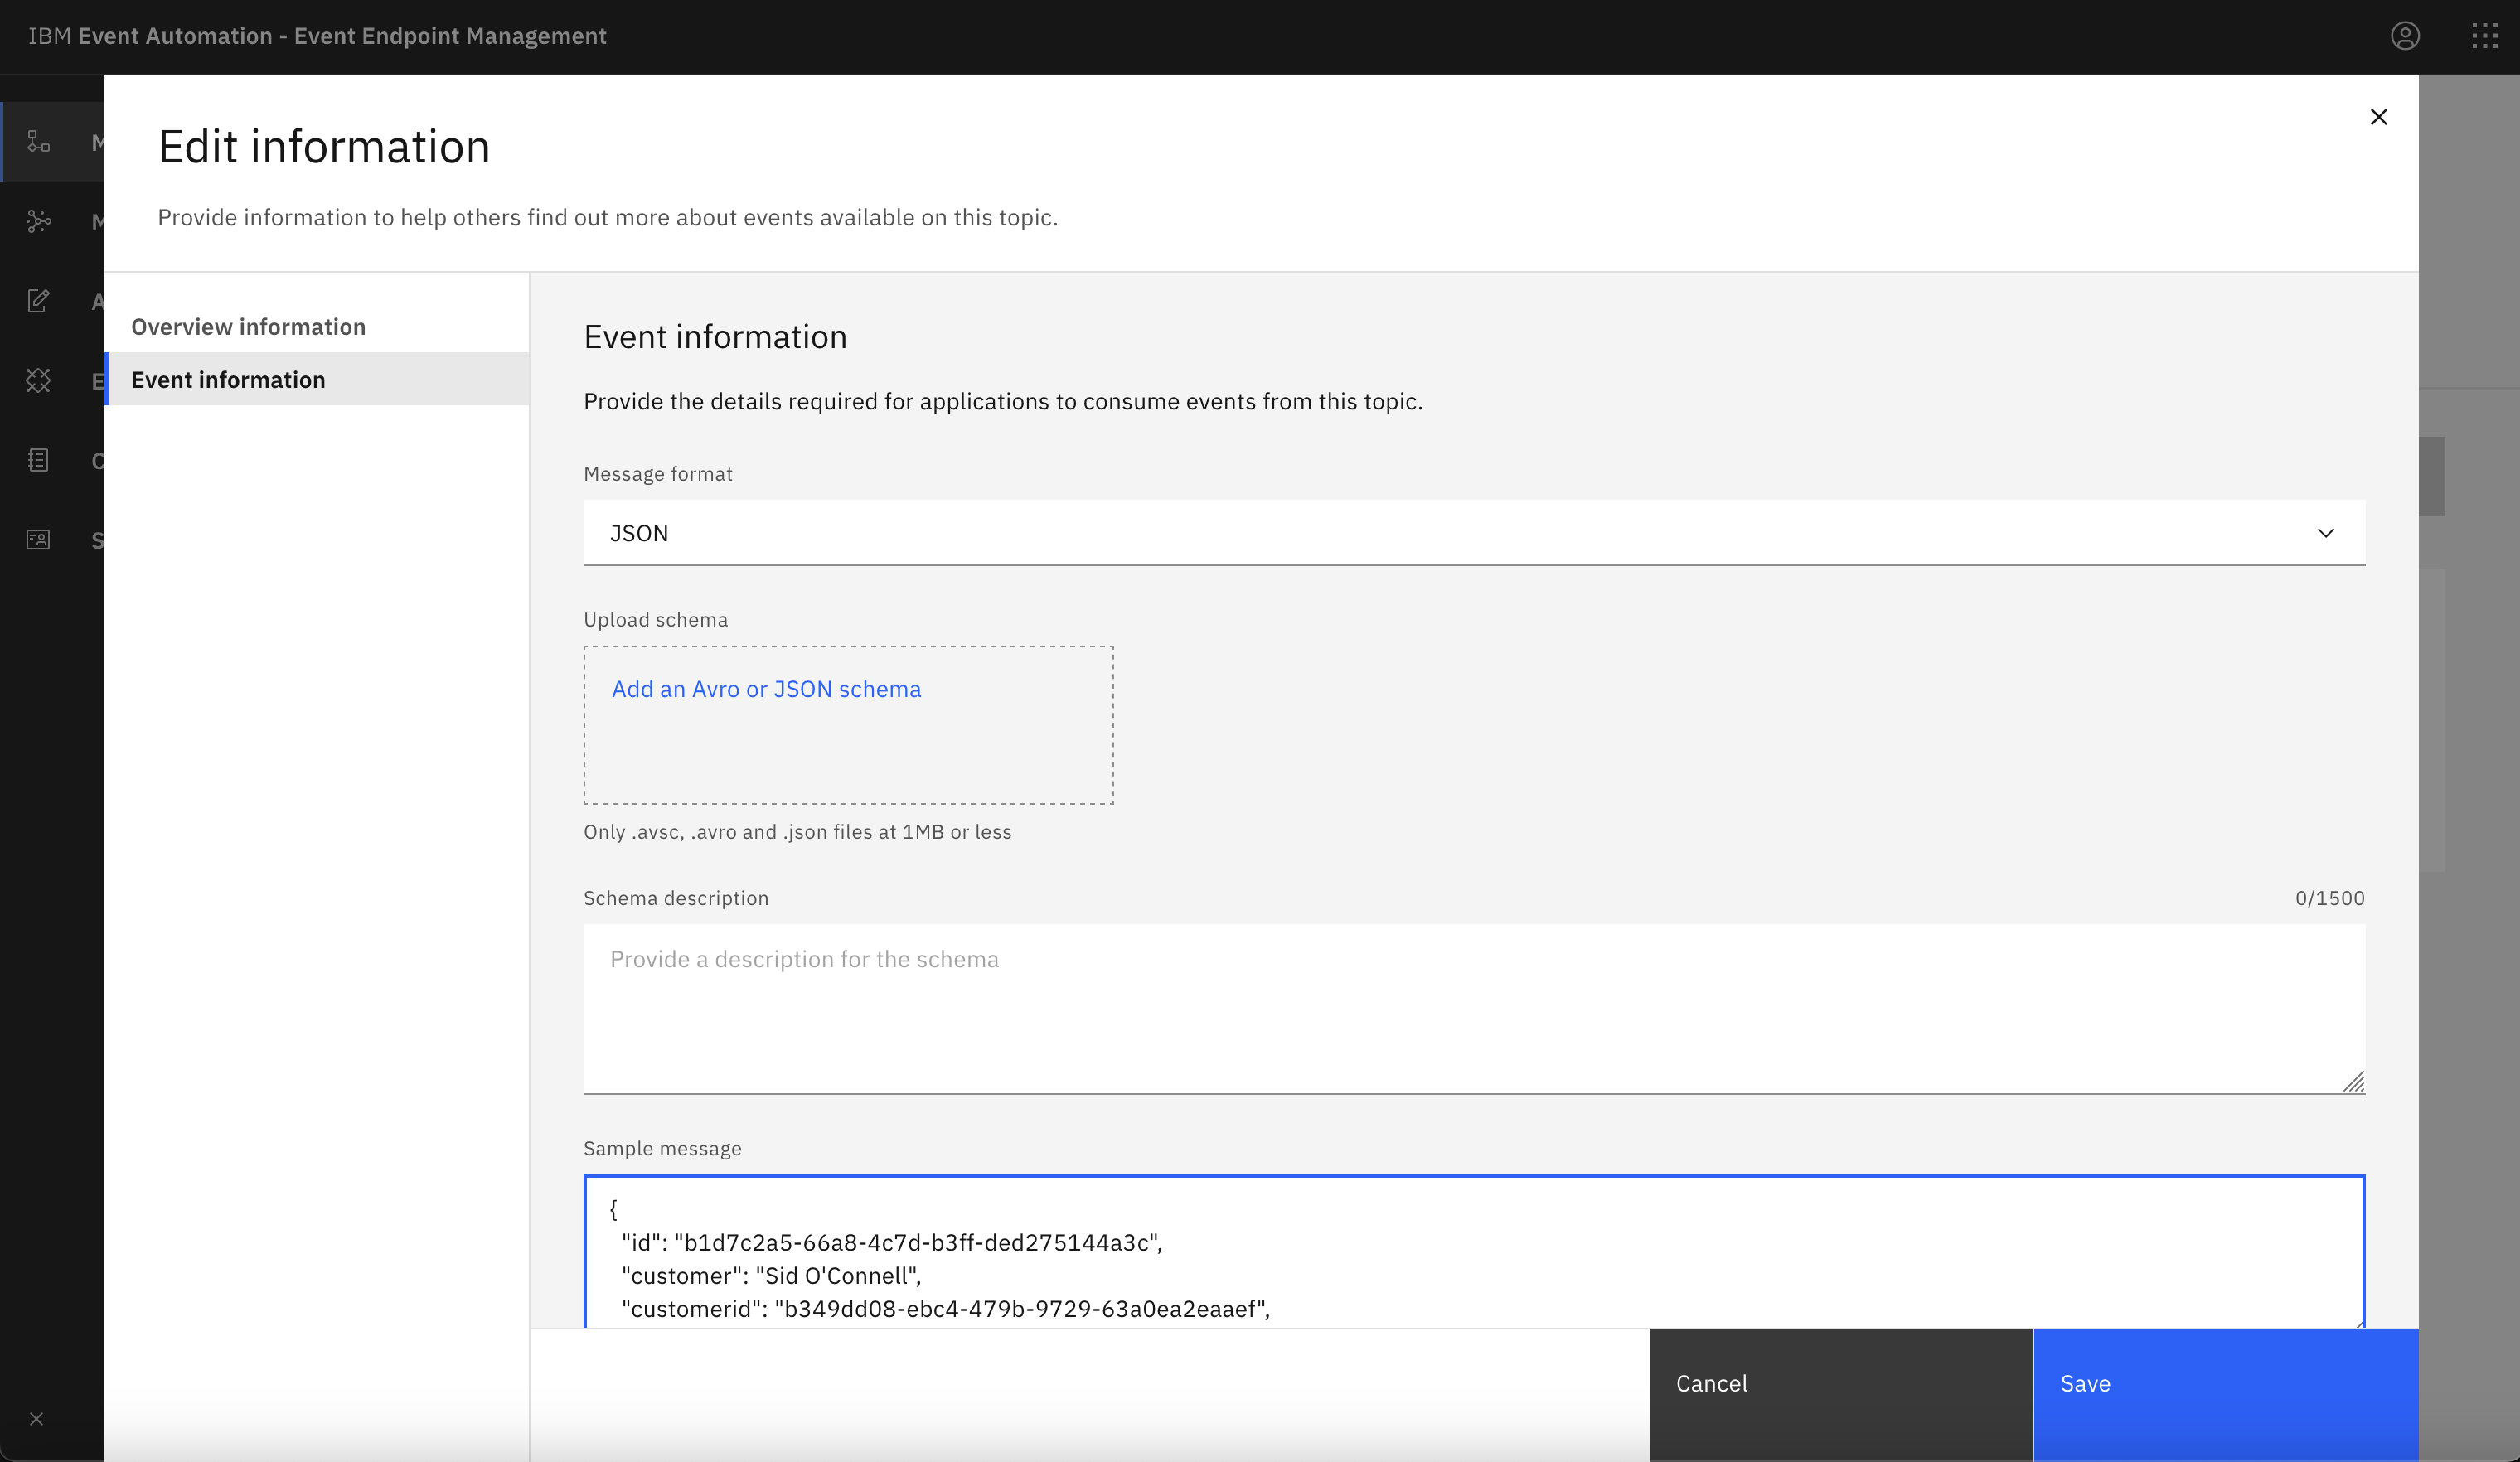 IBM Event Automation - Event Endpoint Management
Edit information
Provide information to help others find out more about events available on this topic.
M
M
A
E
C
S
Overview information
Event information
Event information
Provide the details required for applications to consume events from this topic.
Message format
JSON
Upload schema
Add an Avro or JSON schema
Only .avsc, .avro and .json files at 1MB or less
Schema description 0/1500
Provide a description for the schema
Sample message
{
"id": "b1d7c2a5-66a8-4c7d-b3ff-ded275144a3c",
"customer": "Sid O'Connell",
"customerid": "b349dd08-ebc4-479b-9729-63a0ea2eaaef",
Cancel
Save